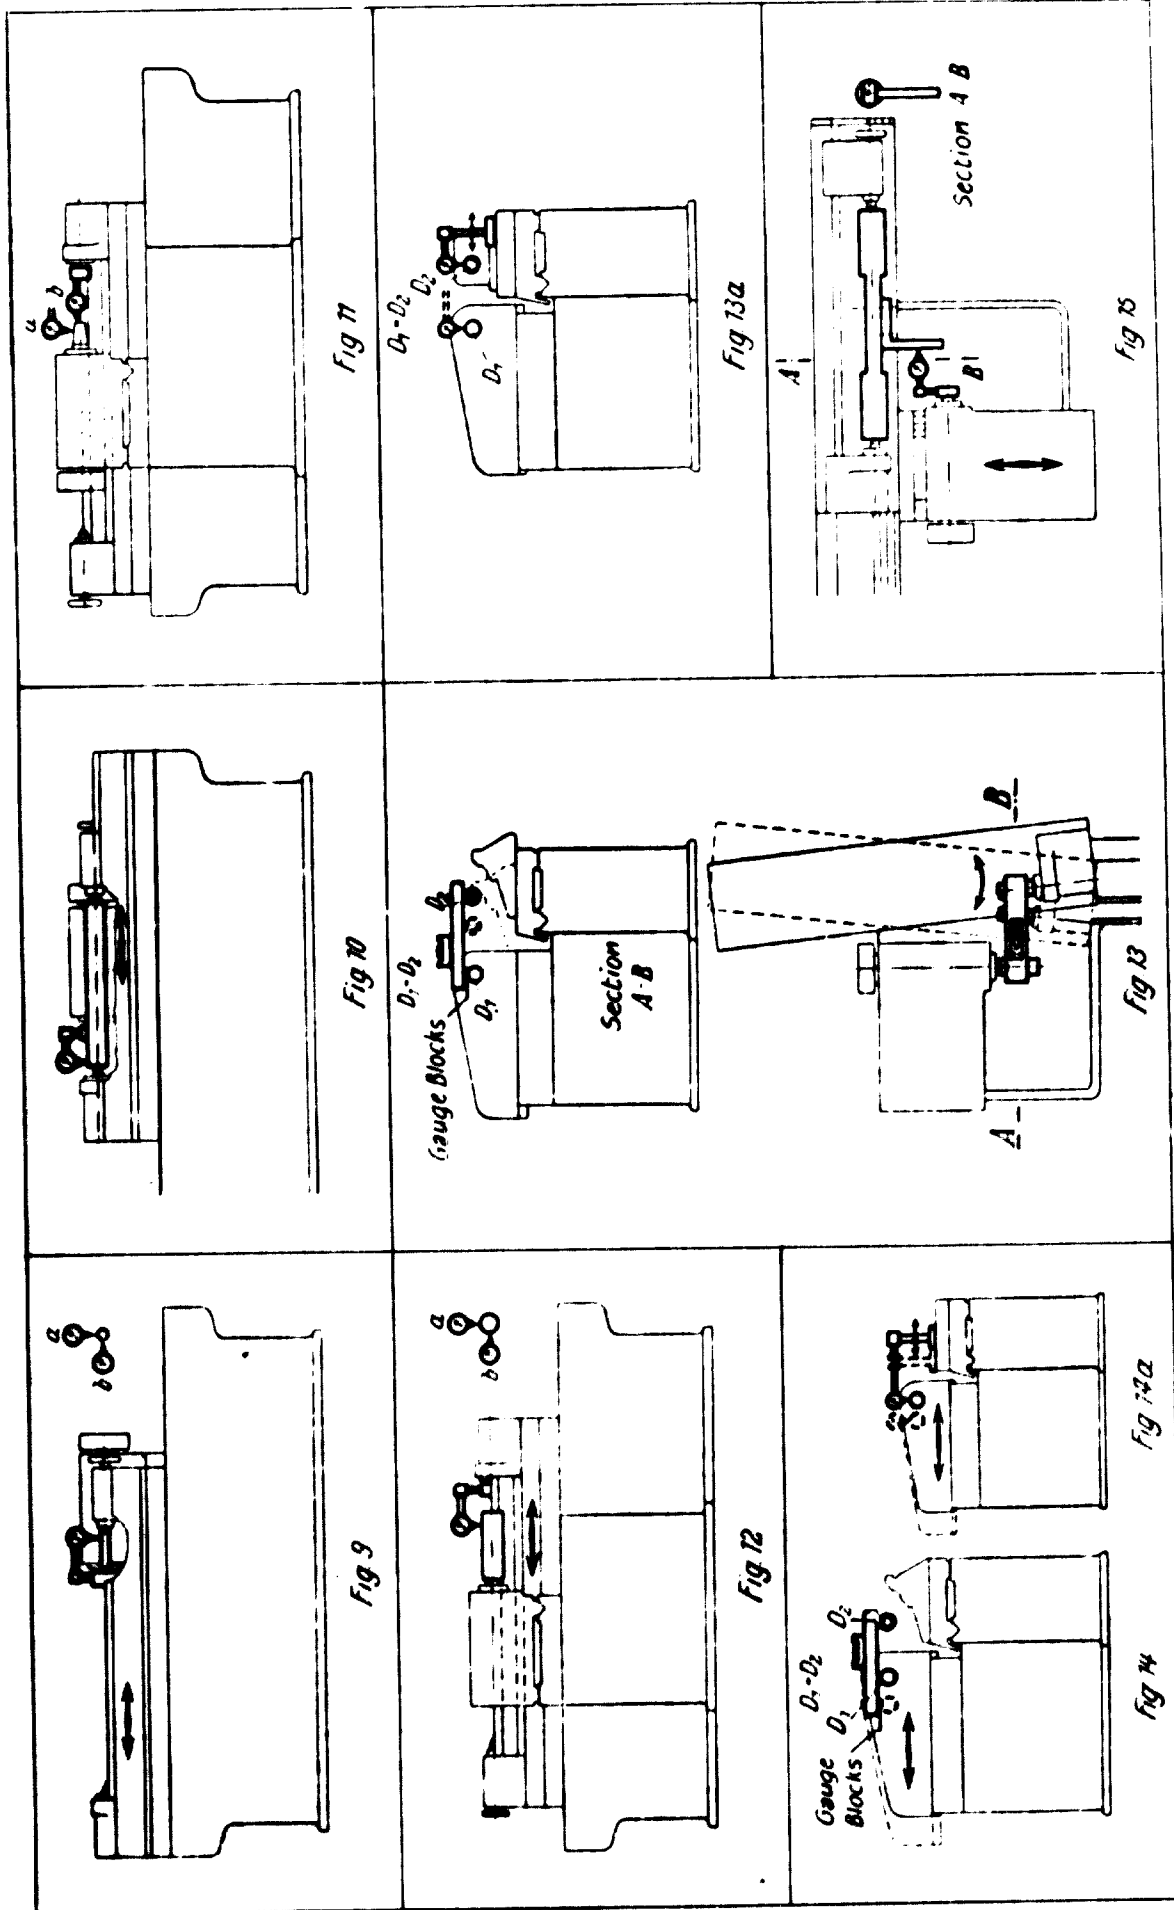 a
b
Fig 9
Fig 10
a
b
Fig 11
a
b
Fig 12
Gauge Blocks
D₁-D₂
D₁
D₂
Section
A-B
A
B
Fig 13
D₁-D₂
D₁
D₂
Fig 13a
Gauge
Blocks
D₁-D₂
D₁
D₂
Fig 14
Fig 14a
A
B
Section A B
Fig 15